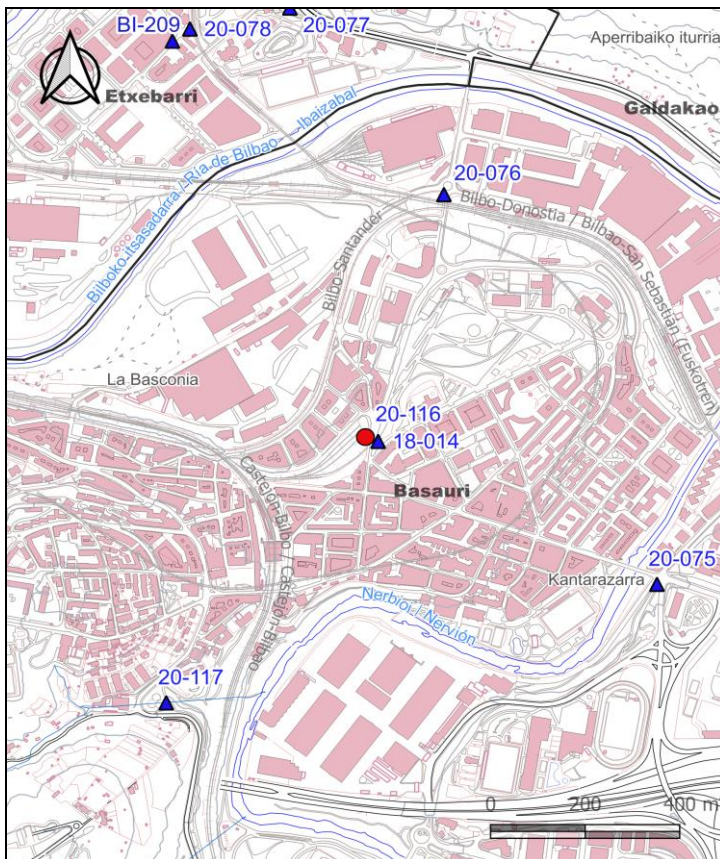 BI-209
20-078
20-077
Aperribaiko iturria
Etxebarri
Galdakao
Bilboko itsasadarra / Ría de Bilbao
Ibaizabal
20-076
Bilbo-Donostia / Bilbao-San Sebastián (Euskotren)
Bilbo-Santander
La Basconia
20-116
18-014
Basauri
Castejón-Bilbo / Castejón-Bilbao
20-075
Kantarazarra
Nerbioi / Nervión
20-117
0 200 400 m